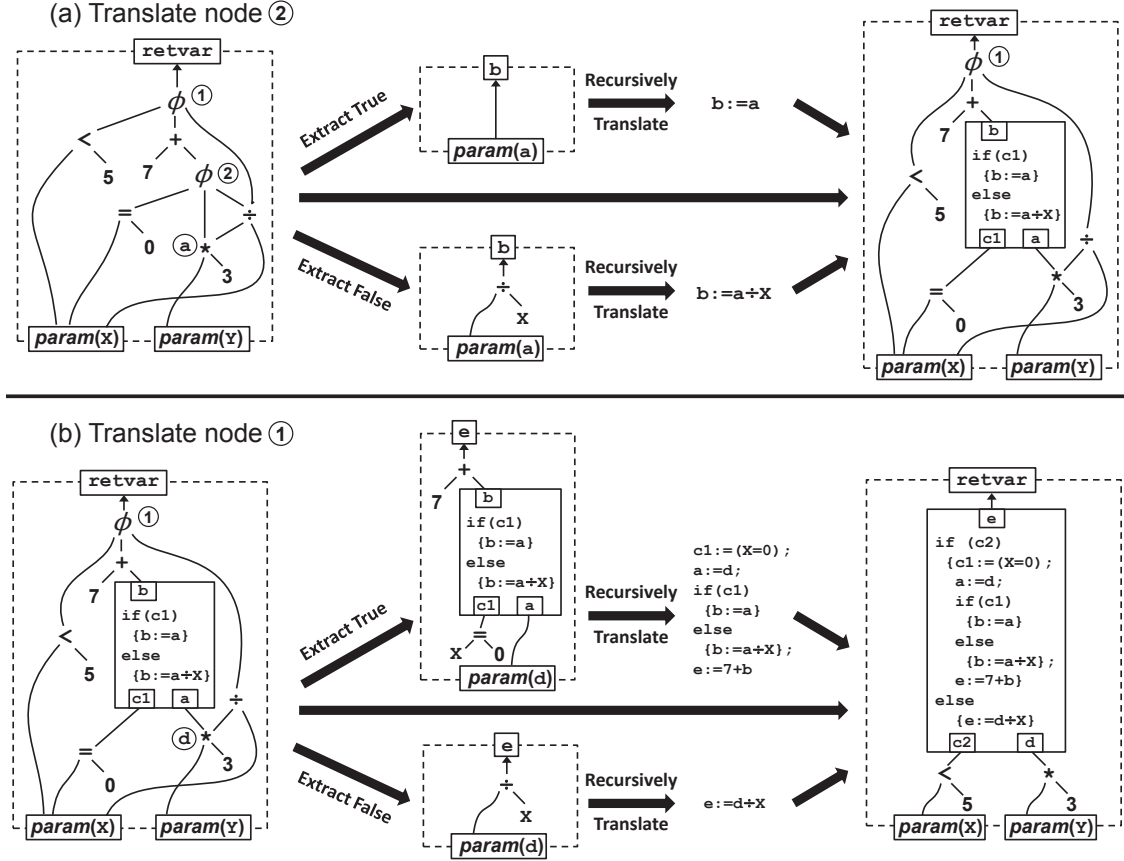 (a) Translate node ②
retvar
ϕ ①
<
+
5
7
ϕ ②
=
÷
0
ⓐ *
3
param(X)
param(Y)
Extract True
Extract False
b
param(a)
Recursively
Translate
b:=a
b
÷
X
param(a)
Recursively
Translate
b:=a÷X
retvar
ϕ ①
+
7
b
if(c1)
{b:=a}
else
{b:=a÷X}
c1
a
<
5
÷
=
*
0
3
param(X)
param(Y)
(b) Translate node ①
retvar
ϕ ①
+
7
b
if(c1)
{b:=a}
else
{b:=a÷X}
c1
a
<
5
÷
=
ⓓ *
0
3
param(X)
param(Y)
Extract True
Extract False
e
+
7
b
if(c1)
{b:=a}
else
{b:=a÷X}
c1
a
=
X
0
param(d)
Recursively
Translate
c1:=(X=0);
a:=d;
if(c1)
{b:=a}
else
{b:=a÷X};
e:=7+b
e
÷
X
param(d)
Recursively
Translate
e:=d÷X
retvar
e
if (c2)
{c1:=(X=0);
a:=d;
if(c1)
{b:=a}
else
{b:=a÷X};
e:=7+b}
else
{e:=d÷X}
c2
d
<
*
5
3
param(X)
param(Y)